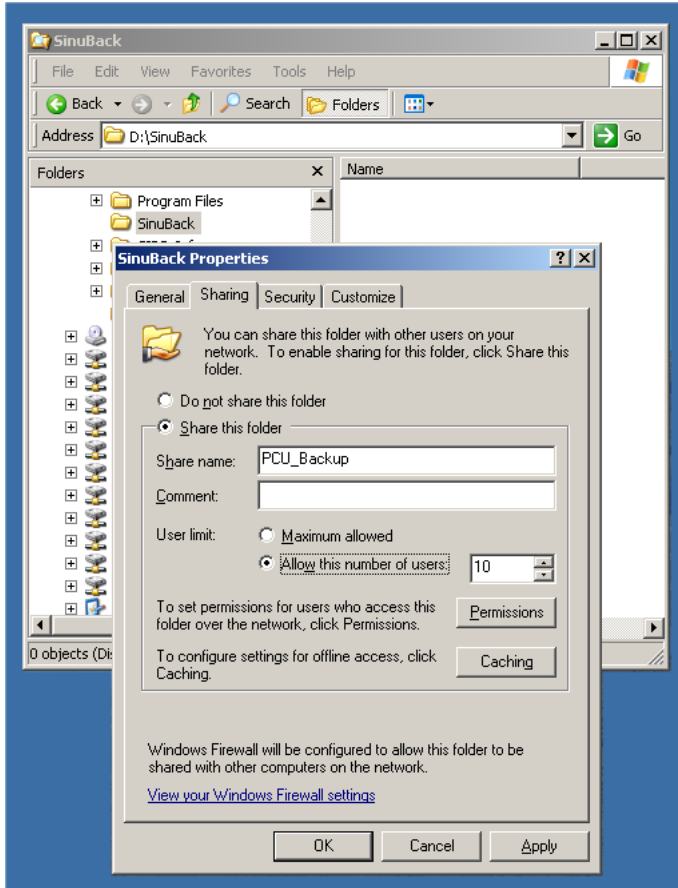 SinuBack
File Edit View Favorites Tools Help
Back Search Folders
Address D:\SinuBack Go
Folders x Name
Program Files
SinuBack
SinuBack Properties
General Sharing Security Customize
You can share this folder with other users on your
network. To enable sharing for this folder, click Share this
folder.
Do not share this folder
Share this folder
Share name: PCU_Backup
Comment:
User limit: Maximum allowed
Allow this number of users: 10
To set permissions for users who access this
folder over the network, click Permissions.
Permissions
To configure settings for offline access, click
Caching.
Caching
0 objects (Di
Windows Firewall will be configured to allow this folder to be
shared with other computers on the network.
View your Windows Firewall settings
OK Cancel Apply